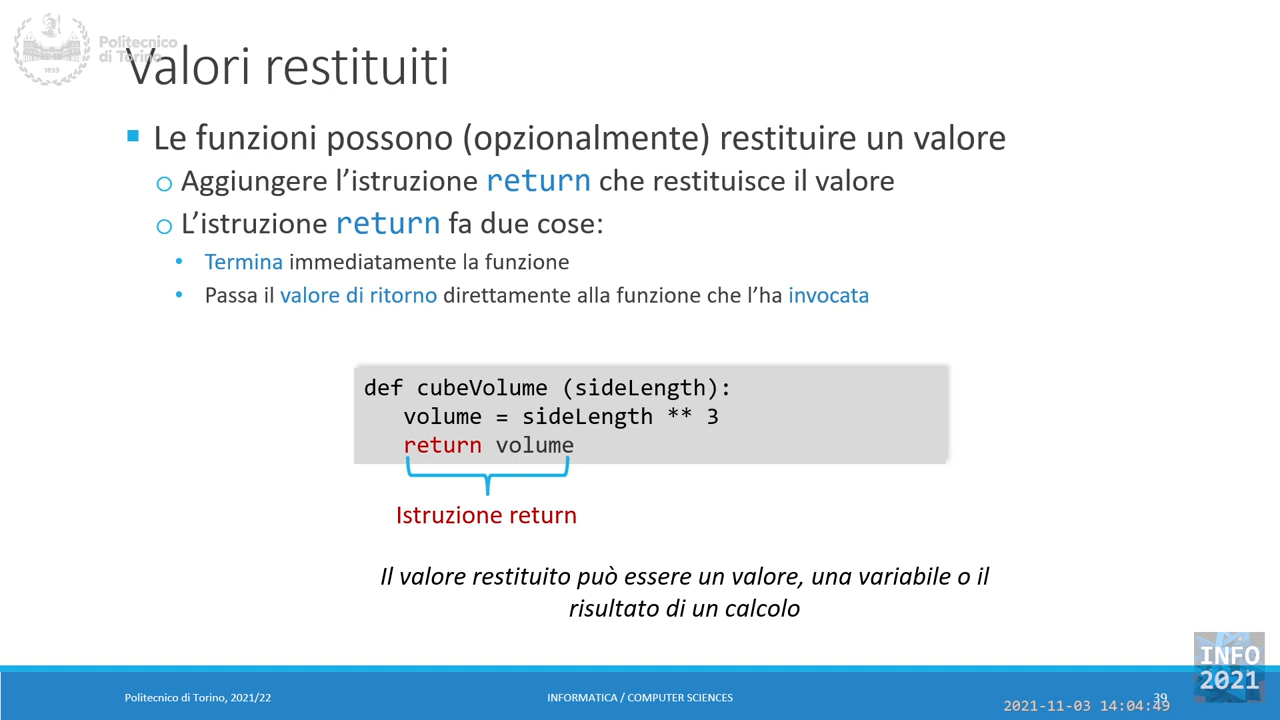 Politecnico
di Torino
1859
Valori restituiti
Le funzioni possono (opzionalmente) restituire un valore
Aggiungere l’istruzione return che restituisce il valore
L’istruzione return fa due cose:
Termina immediatamente la funzione
Passa il valore di ritorno direttamente alla funzione che l’ha invocata
def cubeVolume (sideLength):
volume = sideLength ** 3
return volume
Istruzione return
Il valore restituito può essere un valore, una variabile o il
risultato di un calcolo
Politecnico di Torino, 2021/22
INFORMATICA / COMPUTER SCIENCES
39
INFO
2021
2021-11-03 14:04:49